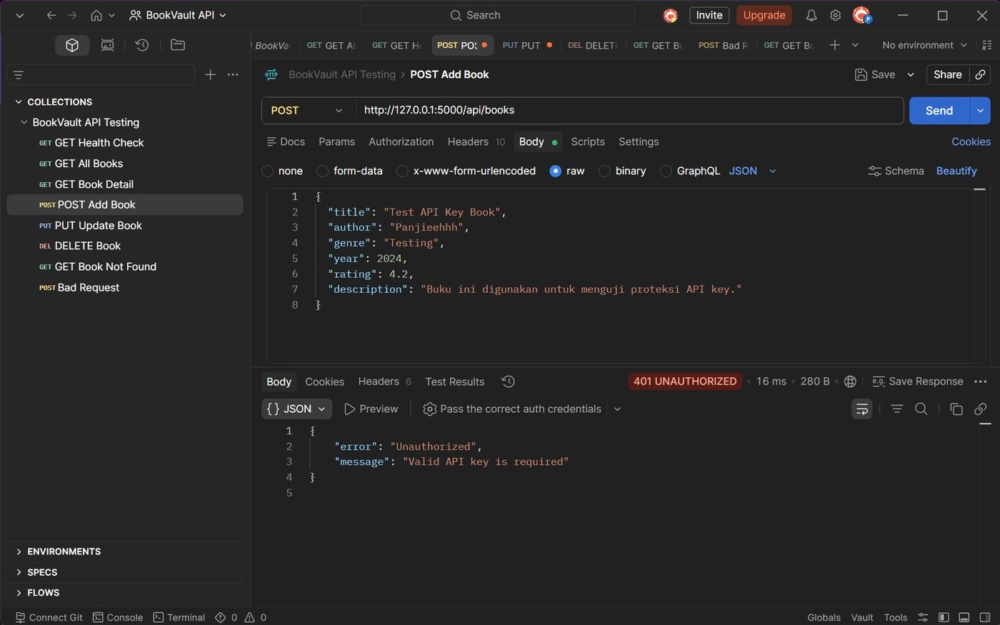 BookVault API
Search
Invite
Upgrade
BookVa
GET GET Al
GET GET He
POST POS
PUT PUT
DEL DELET
GET GET Bo
POST Bad R
GET GET Bo
No environment
HTTP BookVault API Testing › POST Add Book
Save
Share
COLLECTIONS
BookVault API Testing
GET GET Health Check
GET GET All Books
GET GET Book Detail
POST POST Add Book
PUT PUT Update Book
DEL DELETE Book
GET GET Book Not Found
POST Bad Request
ENVIRONMENTS
SPECS
FLOWS
POST http://127.0.0.1:5000/api/books
Send
Docs Params Authorization Headers 10 Body Scripts Settings
Cookies
none form-data x-www-form-urlencoded raw binary GraphQL JSON
Schema Beautify
1 {
2 "title": "Test API Key Book",
3 "author": "Panjieehhh",
4 "genre": "Testing",
5 "year": 2024,
6 "rating": 4.2,
7 "description": "Buku ini digunakan untuk menguji proteksi API key."
8 }
Body Cookies Headers 6 Test Results
401 UNAUTHORIZED • 16 ms • 280 B
e.g. Save Response
{} JSON Preview Pass the correct auth credentials
1 {
2 "error": "Unauthorized",
3 "message": "Valid API key is required"
4 }
5
Connect Git Console Terminal 0 0
Globals Vault Tools